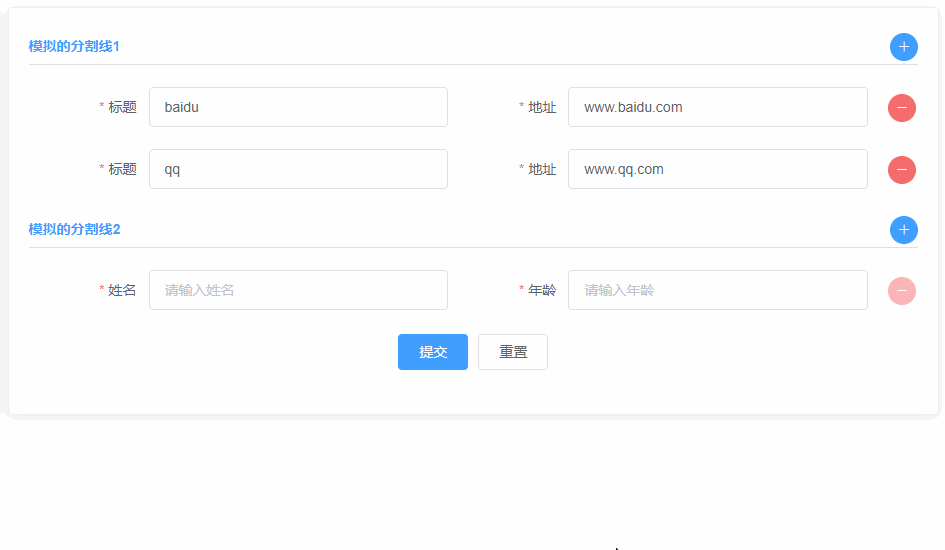 模拟的分割线1
* 标题 baidu * 地址 www.baidu.com
* 标题 qq * 地址 www.qq.com
模拟的分割线2
* 姓名 请输入姓名 * 年龄 请输入年龄
提交 重置